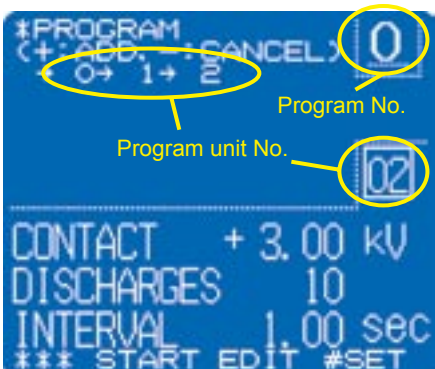 *PROGRAM
(+:ADD, -:CANCEL)
0
→ 0→ 1→ 2
Program No.
Program unit No.
02
CONTACT + 3.00 kV
DISCHARGES 10
INTERVAL 1.00 sec
*** START EDIT #SET